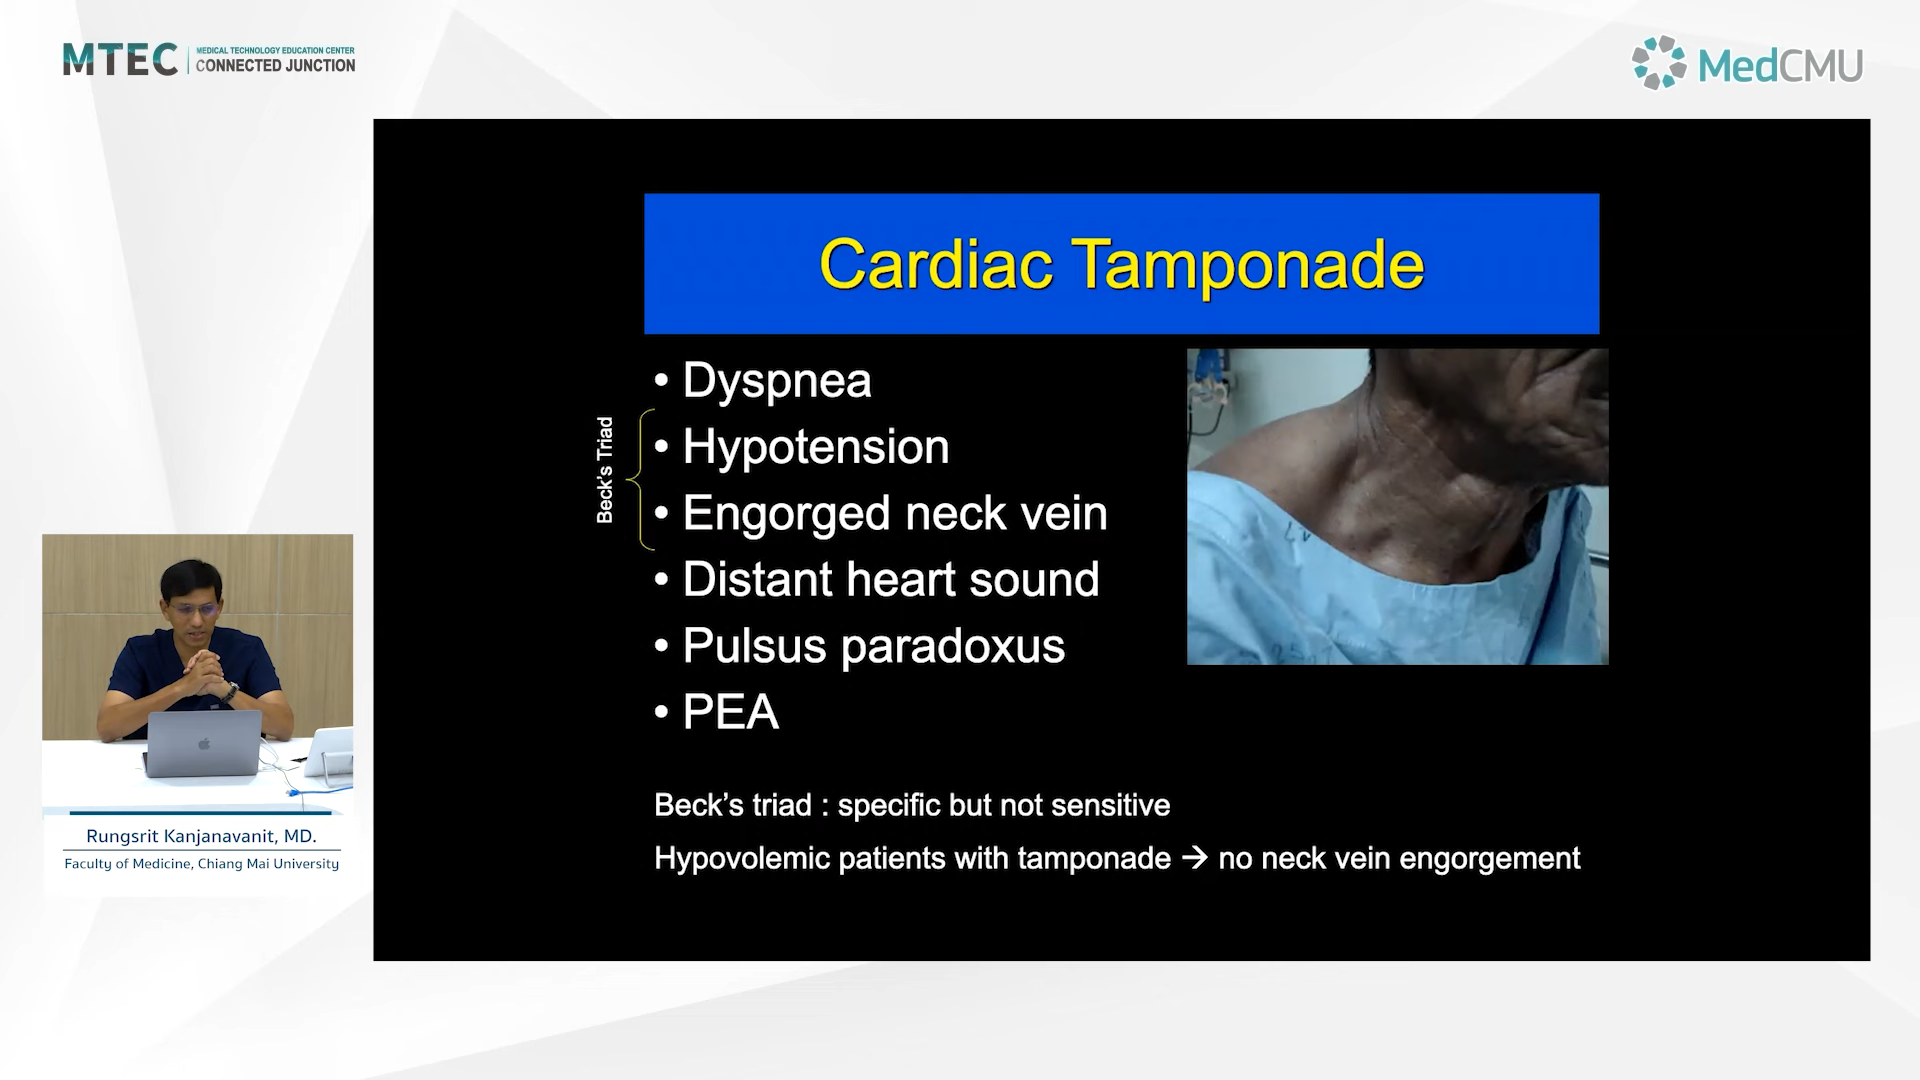 MTEC
MEDICAL TECHNOLOGY EDUCATION CENTER
CONNECTED JUNCTION
MedCMU
Cardiac Tamponade
• Dyspnea
• Hypotension
• Engorged neck vein
• Distant heart sound
• Pulsus paradoxus
• PEA
Beck's Triad
Beck's triad : specific but not sensitive
Hypovolemic patients with tamponade → no neck vein engorgement
Rungsrit Kanjanavanit, MD.
Faculty of Medicine, Chiang Mai University